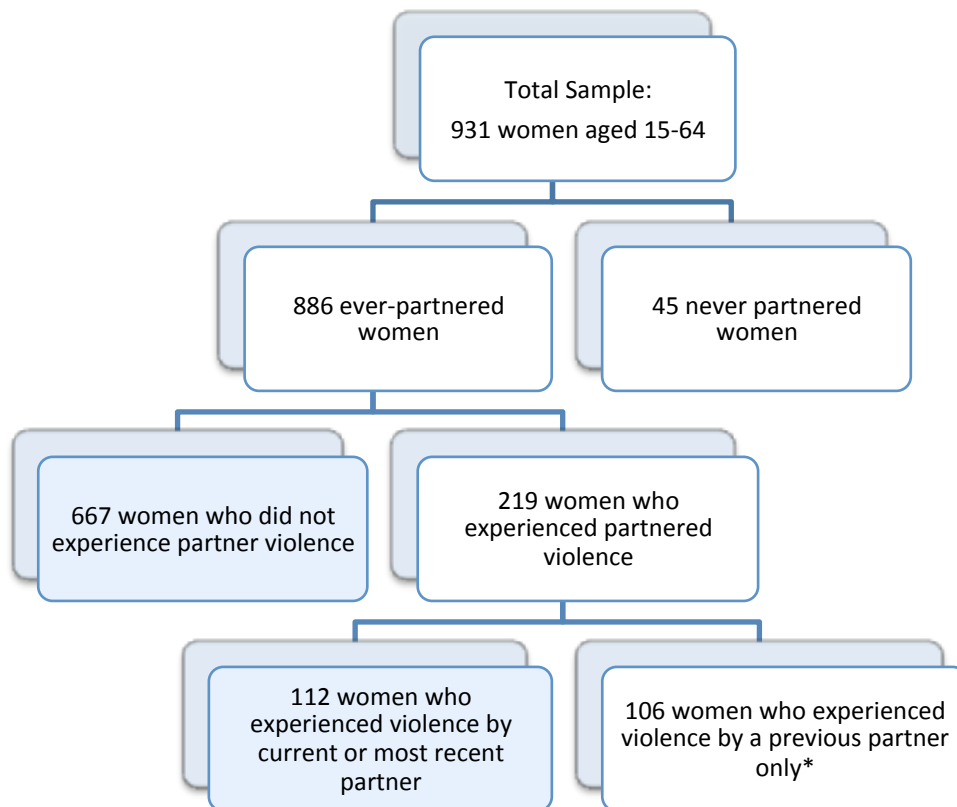 Total Sample:
931 women aged 15-64
886 ever-partnered
women
45 never partnered
women
667 women who did not
experience partner violence
219 women who
experienced partnered
violence
112 women who
experienced violence by
current or most recent
partner
106 women who experienced
violence by a previous partner
only*